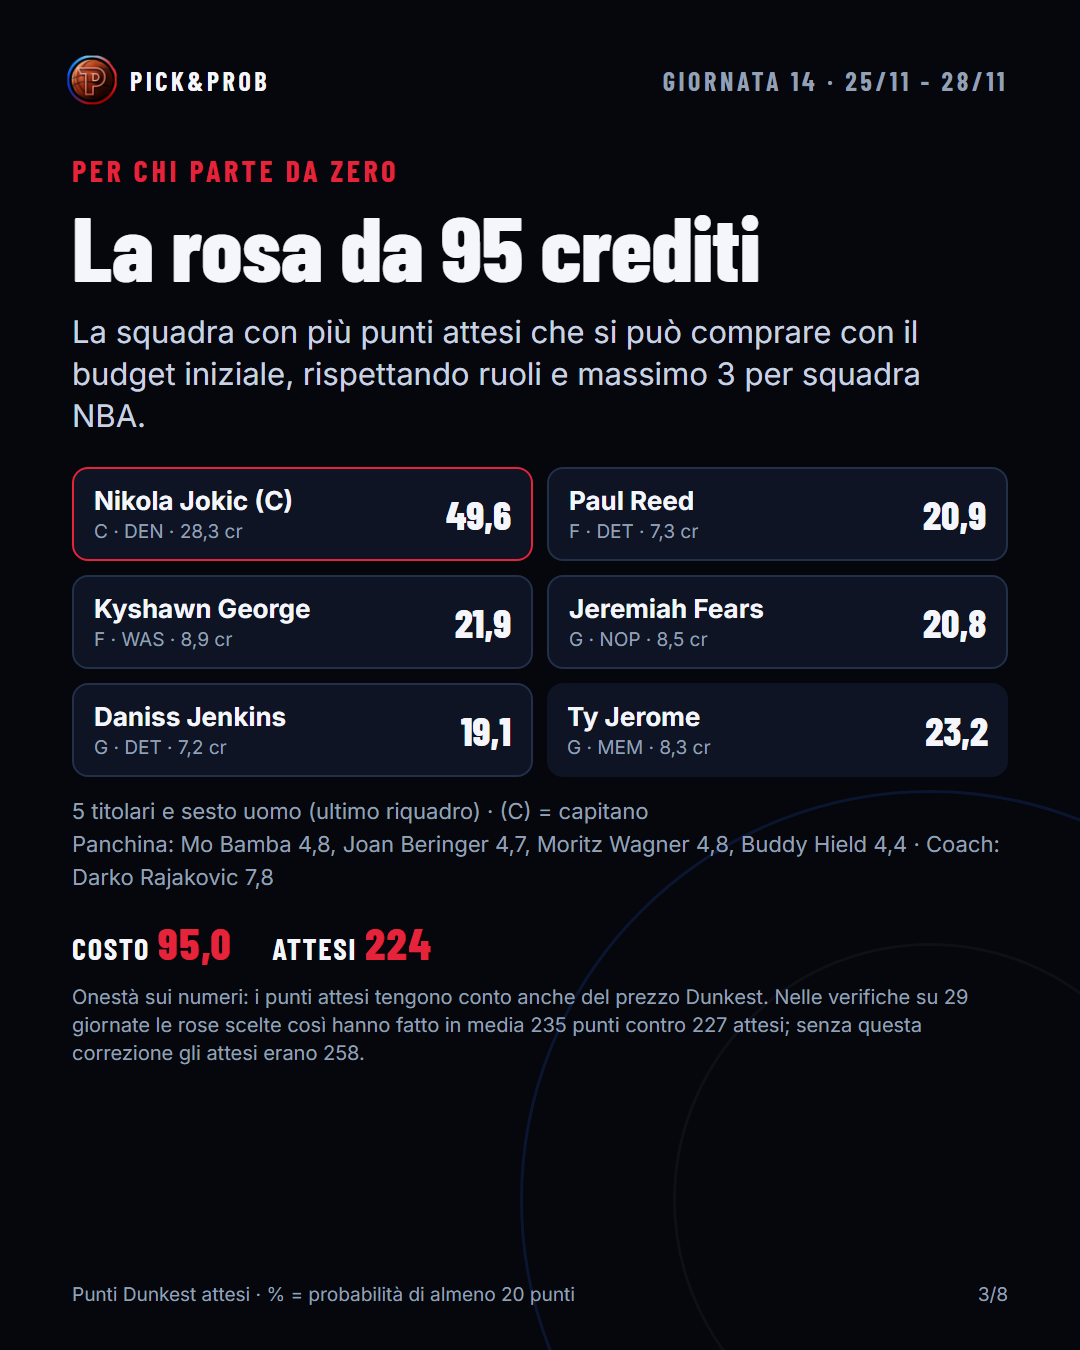 PICK&PROB
GIORNATA 14 · 25/11 - 28/11
PER CHI PARTE DA ZERO
La rosa da 95 crediti
La squadra con più punti attesi che si può comprare con il
budget iniziale, rispettando ruoli e massimo 3 per squadra
NBA.
Nikola Jokic (C)
C · DEN · 28,3 cr
49,6
Paul Reed
F · DET · 7,3 cr
20,9
Kyshawn George
F · WAS · 8,9 cr
21,9
Jeremiah Fears
G · NOP · 8,5 cr
20,8
Daniss Jenkins
G · DET · 7,2 cr
19,1
Ty Jerome
G · MEM · 8,3 cr
23,2
5 titolari e sesto uomo (ultimo riquadro) · (C) = capitano
Panchina: Mo Bamba 4,8, Joan Beringer 4,7, Moritz Wagner 4,8, Buddy Hield 4,4 · Coach:
Darko Rajakovic 7,8
COSTO 95,0 ATTESI 224
Onestà sui numeri: i punti attesi tengono conto anche del prezzo Dunkest. Nelle verifiche su 29
giornate le rose scelte così hanno fatto in media 235 punti contro 227 attesi; senza questa
correzione gli attesi erano 258.
Punti Dunkest attesi · % = probabilità di almeno 20 punti
3/8